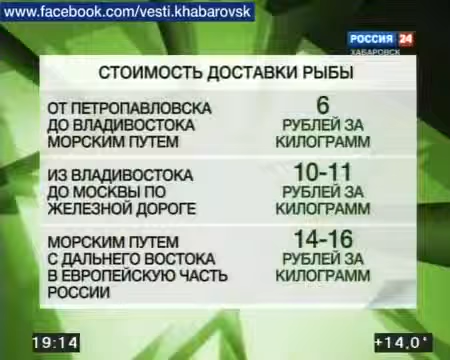 www.facebook.com/vesti.khabarovsk
РОССИЯ 24
ХАБАРОВСК
СТОИМОСТЬ ДОСТАВКИ РЫБЫ
ОТ ПЕТРОПАВЛОВСКА
ДО ВЛАДИВОСТОКА
МОРСКИМ ПУТЕМ
6
РУБЛЕЙ ЗА
КИЛОГРАММ
ИЗ ВЛАДИВОСТОКА
ДО МОСКВЫ ПО
ЖЕЛЕЗНОЙ ДОРОГЕ
10-11
РУБЛЕЙ ЗА
КИЛОГРАММ
МОРСКИМ ПУТЕМ
С ДАЛЬНЕГО ВОСТОКА
В ЕВРОПЕЙСКУЮ ЧАСТЬ
РОССИИ
14-16
РУБЛЕЙ ЗА
КИЛОГРАММ
19:14
+14,0°